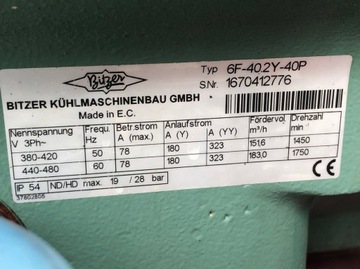 Bitzer
Typ 6F-40.2Y-40P
S.Nr. 1670412776
BITZER KÜHLMASCHINENBAU GMBH
Made in E.C.
Nennspannung Frequ. Betr.strom Anlaufstrom Fördervol. Drehzahl
V 3Ph~ Hz A (max.) A (Y) A (YY) m³/h min
380-420 50 78 180 323 151,6 1450
440-480 60 78 180 323 183,0 1750
IP 54 ND/HD max. 19 / 28 bar CE